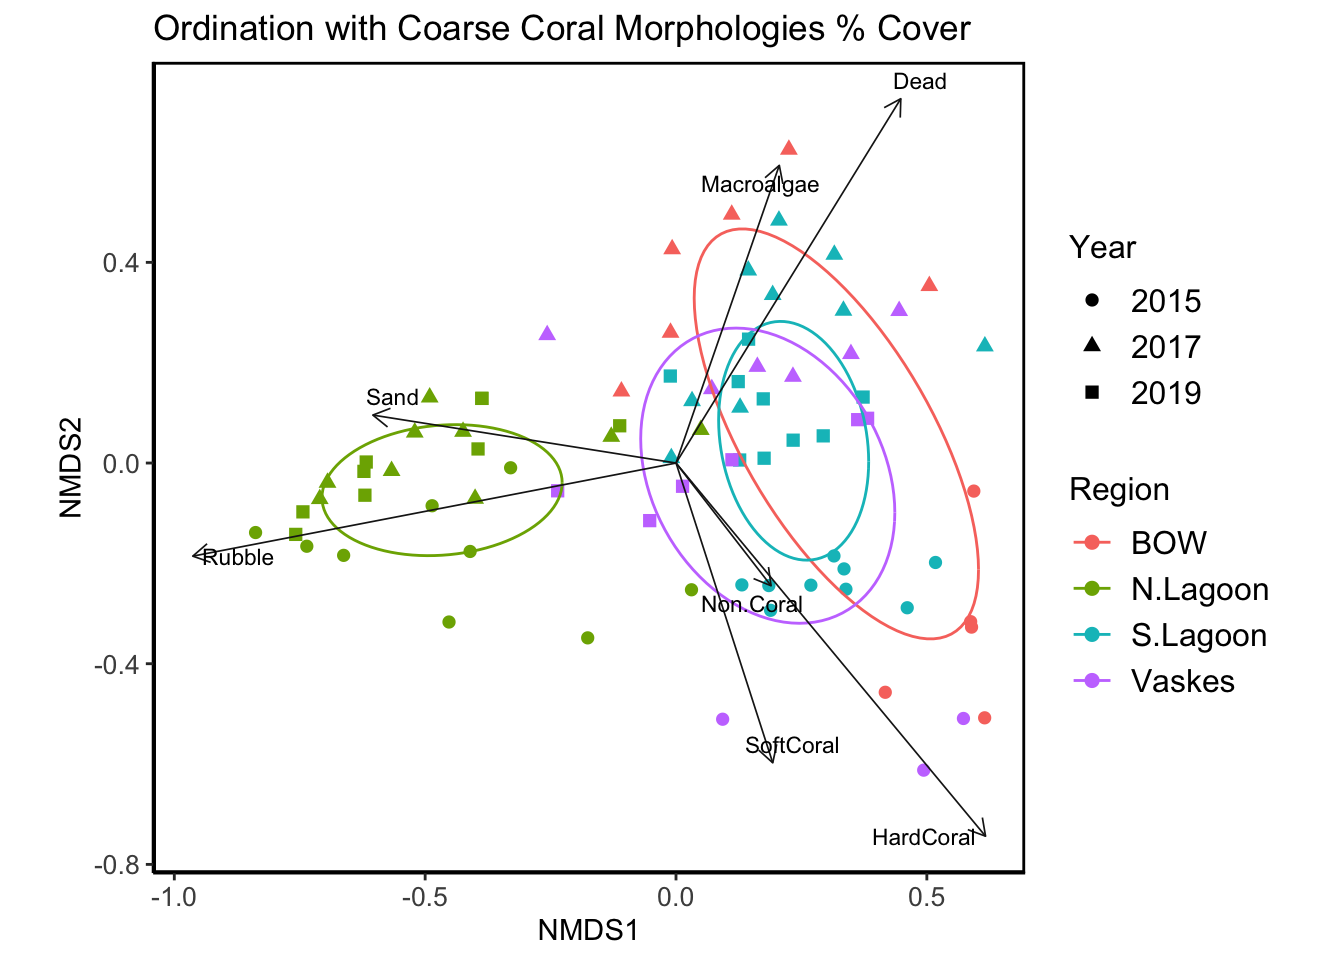 Ordination with Coarse Coral Morphologies % Cover
Dead
Macroalgae
Sand
Rubble
Non.Coral
SoftCoral
HardCoral
0.4
0.0
-0.4
-0.8
NMDS2
-1.0
-0.5
0.0
0.5
NMDS1
Year
2015
2017
2019
Region
BOW
N.Lagoon
S.Lagoon
Vaskes